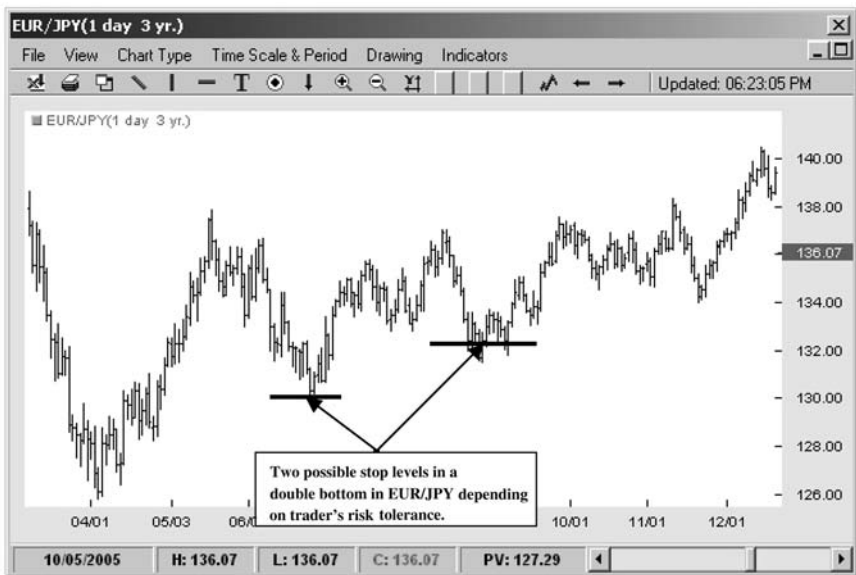 EUR/JPY(1 day 3 yr.)
File View Chart Type Time Scale & Period Drawing Indicators
T Updated: 06:23:05 PM
EUR/JPY(1 day 3 yr.)
140.00
138.00
136.07
134.00
132.00
130.00
128.00
126.00
Two possible stop levels in a
double bottom in EUR/JPY depending
on trader's risk tolerance.
04/01 05/03 10/01 11/01 12/01
10/05/2005 H: 136.07 L: 136.07 C: 136.07 PV: 127.29